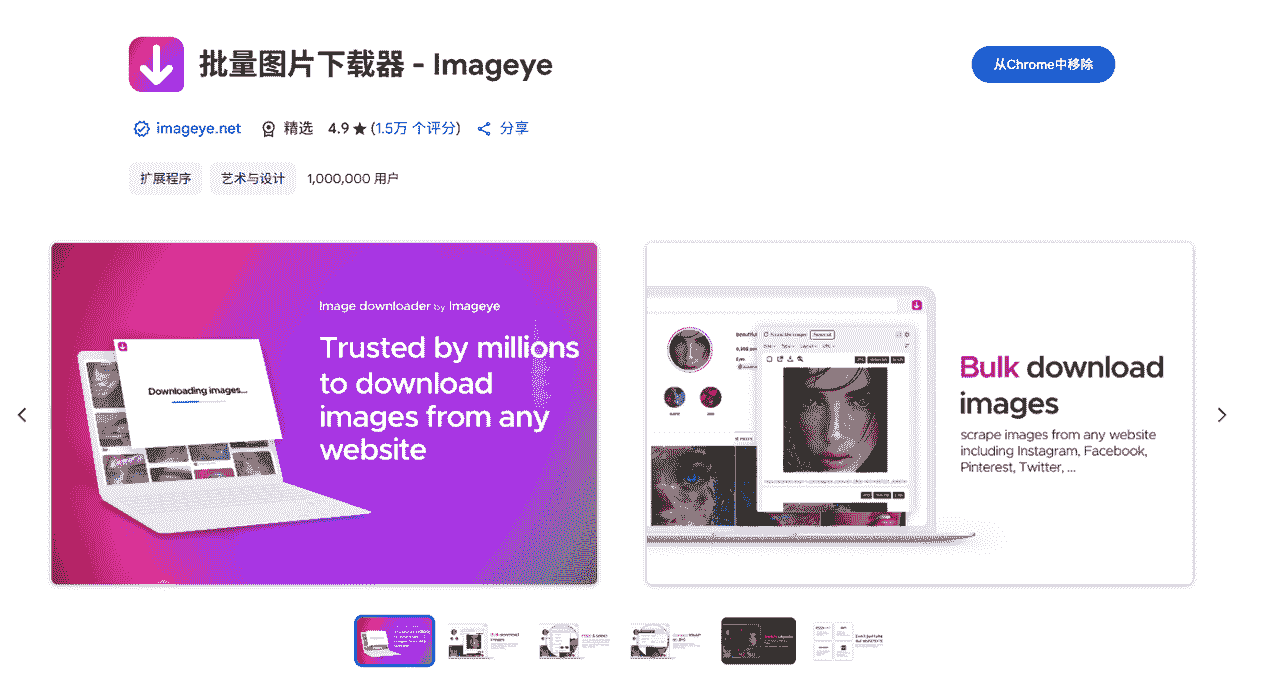 批量图片下载器 - Imageye
从Chrome中移除
imageye.net
精选
4.9 ★ (1.5万 个评分)
分享
扩展程序
艺术与设计
1,000,000 用户
Image downloader by Imageye
Trusted by millions
to download
images from any
website
Downloading images...
Bulk download
images
scrape images from any website
including Instagram, Facebook,
Pinterest, Twitter, ...